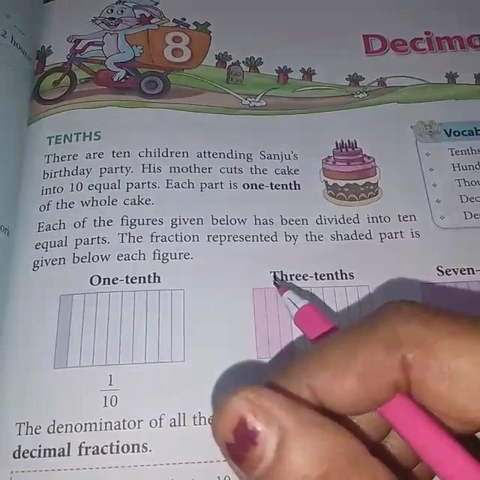 2 hou
8
Decima
TENTHS
There are ten children attending Sanju's
birthday party. His mother cuts the cake
into 10 equal parts. Each part is one-tenth
of the whole cake.
Vocab
Tenths
Hund
Thou
Dec
De
Each of the figures given below has been divided into ten
equal parts. The fraction represented by the shaded part is
given below each figure.
One-tenth
Three-tenths
Seven-
1
10
The denominator of all the
decimal fractions.